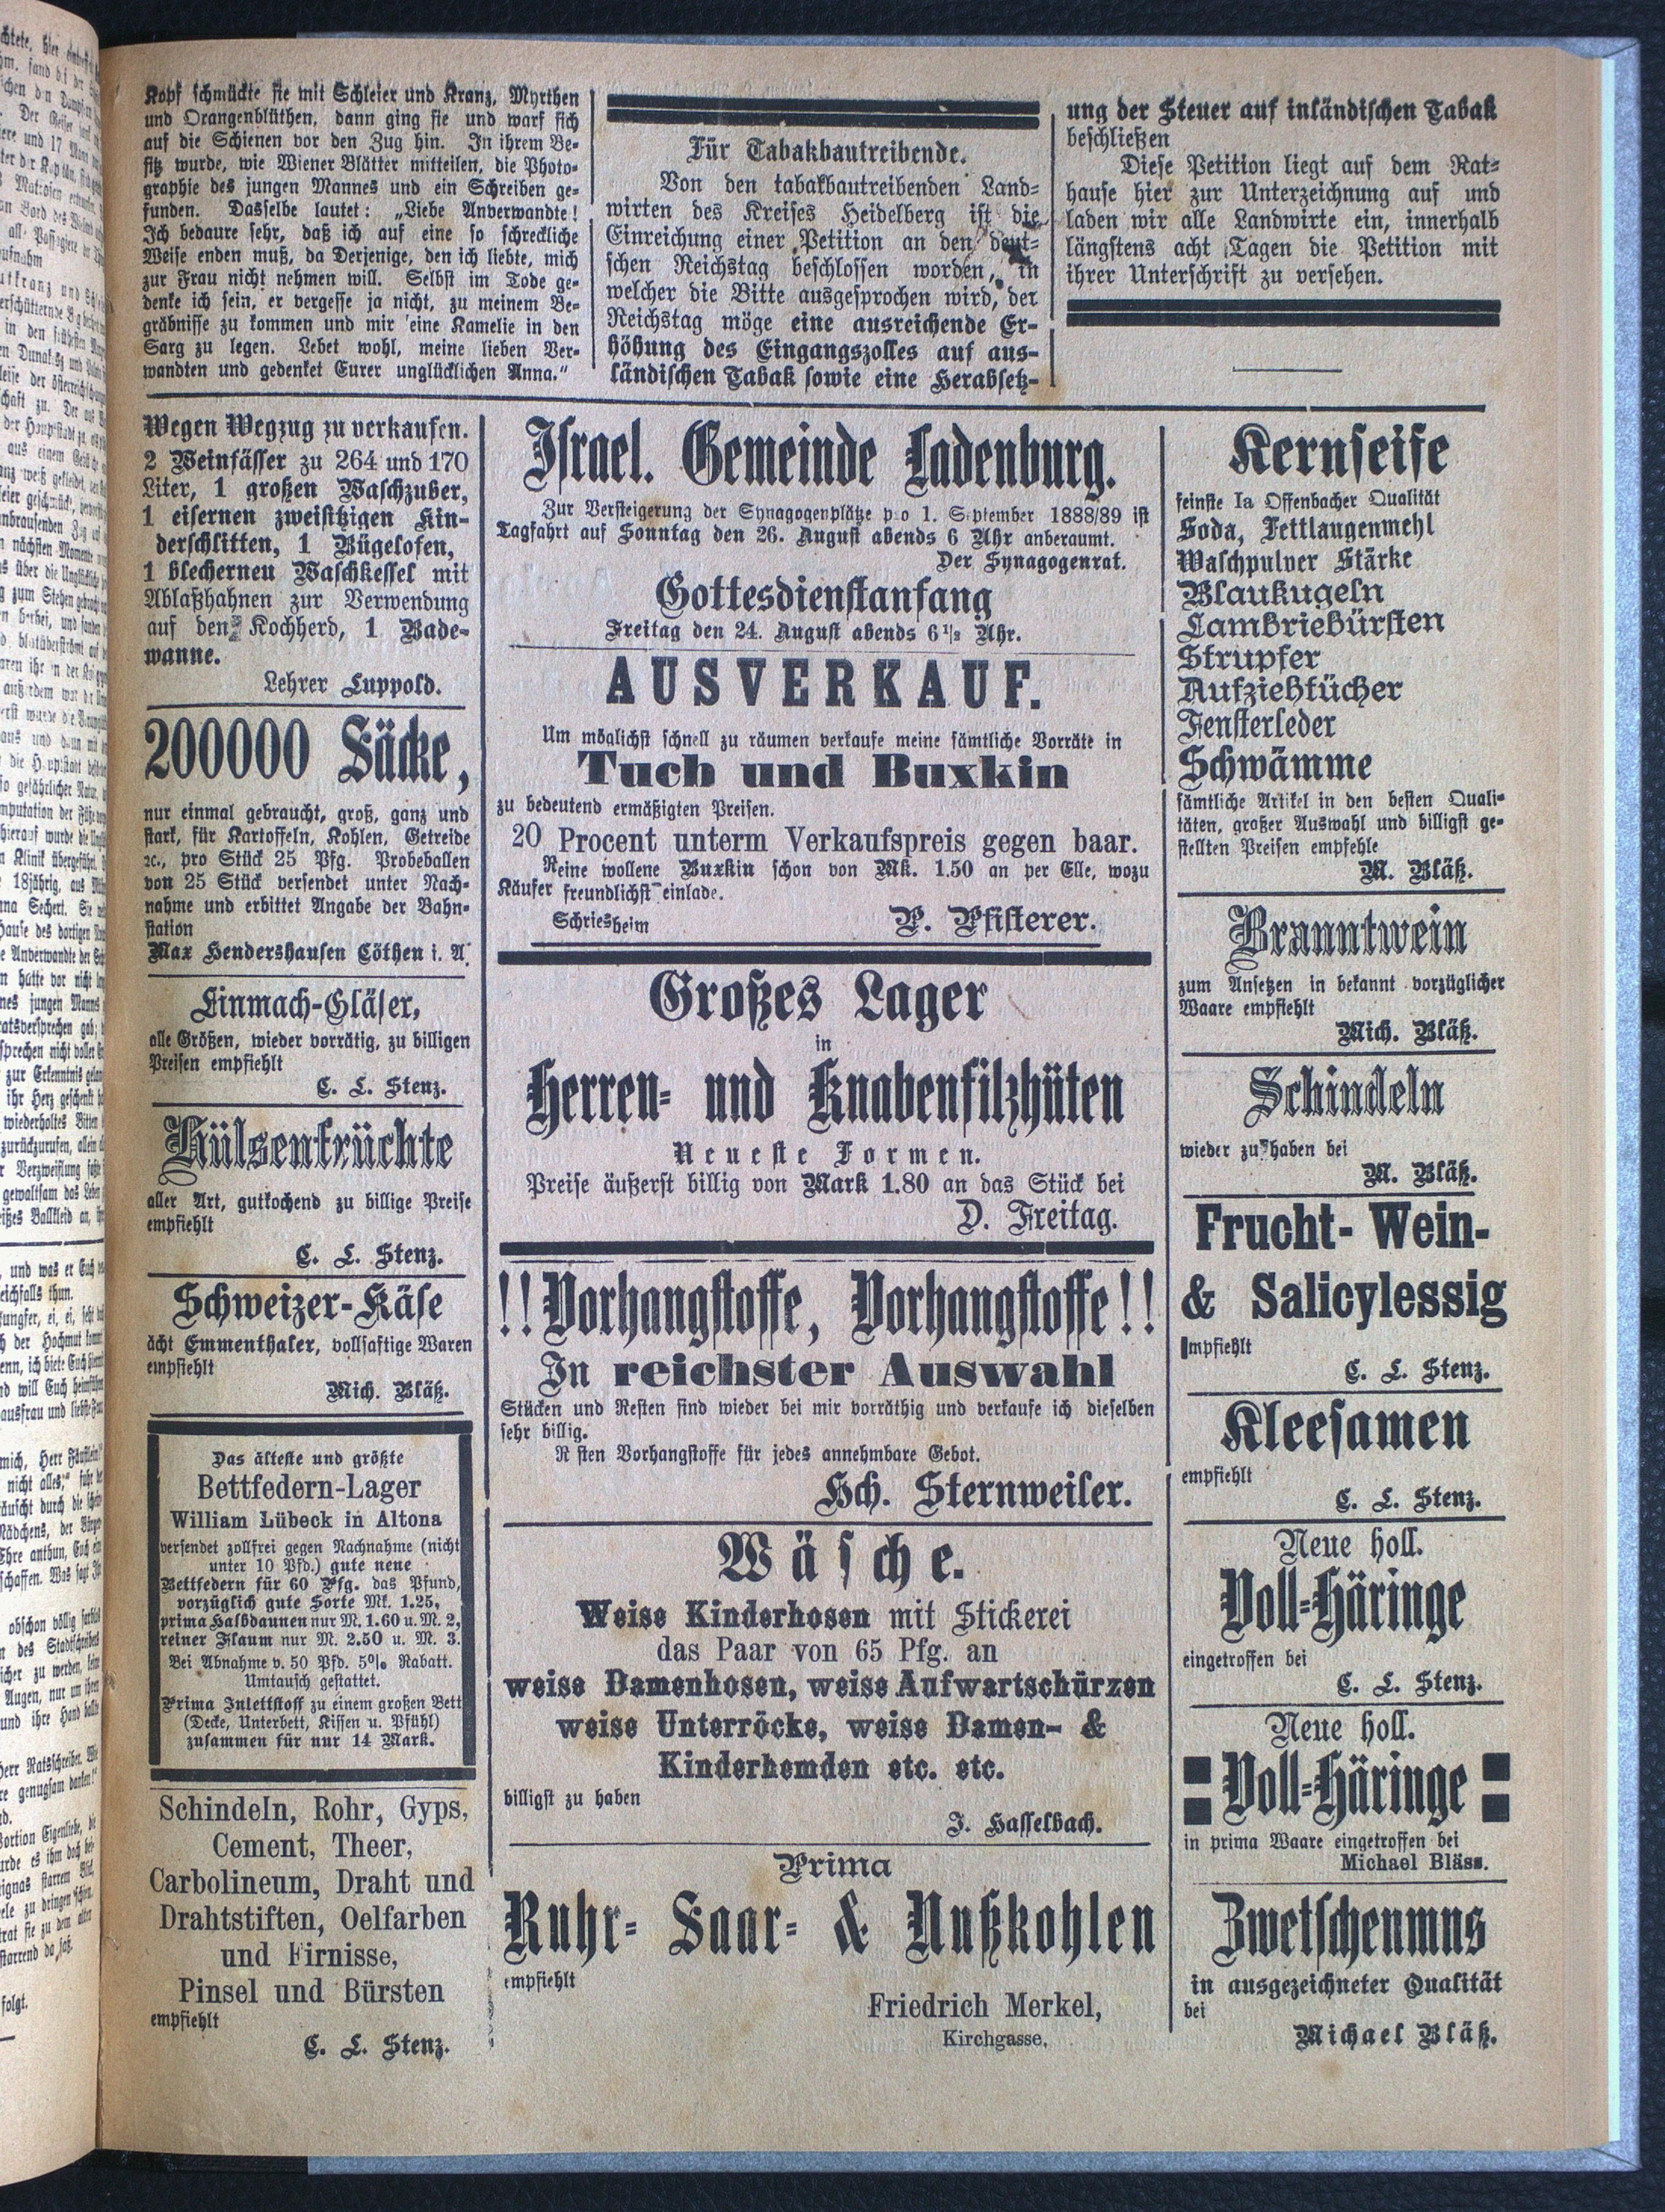 Kopf schmückte sie mit Schleier und Kranz, Myrthen
und Orangenblüthen, dann ging sie und warf sich
auf die Schienen vor den Zug hin. In ihrem Be-
sitz wurde, wie Wiener Blätter mitteilen, die Photo-
graphie des jungen Mannes und ein Schreiben ge-
funden. Dasselbe lautet: „Liebe Anverwandte!
Ich bedaure sehr, daß ich auf eine so schreckliche
Weise enden muß, da Derjenige, den ich liebte, mich
zur Frau nicht nehmen will. Selbst im Tode ge-
denke ich sein, er vergesse ja nicht, zu meinem Be-
gräbnisse zu kommen und mir eine Kamelie in den
Sarg zu legen. Lebet wohl, meine lieben Ver-
wandten und gedenket Eurer unglücklichen Anna.“
Für Tabakbautreibende.
Von den tabakbautreibenden Land-
wirten des Kreises Heidelberg ist die
Einreichung einer Petition an den deut-
schen Reichstag beschlossen worden, in
welcher die Bitte ausgesprochen wird, der
Reichstag möge eine ausreichende Er-
höhung des Eingangszolles auf aus-
ländischen Tabak sowie eine Herabsetz-
ung der Steuer auf inländischen Tabak
beschließen
Diese Petition liegt auf dem Rat-
hause hier zur Unterzeichnung auf und
laden wir alle Landwirte ein, innerhalb
längstens acht Tagen die Petition mit
ihrer Unterschrift zu versehen.
Wegen Wegzug zu verkaufen.
2 Weinfässer zu 264 und 170
Liter, 1 großen Waschzuber,
1 eisernen zweisitzigen Kin-
derschlitten, 1 Bügelofen,
1 blechernen Waschkessel mit
Ablaßhahnen zur Verwendung
auf den Kochherd, 1 Bade-
wanne.
Lehrer Luppold.
200000 Säcke,
nur einmal gebraucht, groß, ganz und
stark, für Kartoffeln, Kohlen, Getreide
ꝛc., pro Stück 25 Pfg. Probeballen
von 25 Stück versendet unter Nach-
nahme und erbittet Angabe der Bahn-
station
Max Hendershausen Cöthen i. A.
Einmach-Gläser,
alle Größen, wieder vorrätig, zu billigen
Preisen empfiehlt
C. L. Stenz.
Hülsenfrüchte
aller Art, gutkochend zu billige Preise
empfiehlt
C. L. Stenz.
Schweizer-Käse
ächt Emmenthaler, vollsaftige Waren
empfiehlt
Mich. Bläß.
Das älteste und größte
Bettfedern-Lager
William Lübeck in Altona
versendet zollfrei gegen Nachnahme (nicht
unter 10 Pfd.) gute neue
Bettfedern für 60 Pfg. das Pfund,
vorzüglich gute Sorte Mk. 1.25,
prima Halbdaunen nur M. 1.60 u. M. 2,
reiner Flaum nur M. 2.50 u. M. 3.
Bei Abnahme v. 50 Pfd. 5% Rabatt.
Umtausch gestattet.
Prima Inlettstoff zu einem großen Bett
(Decke, Unterbett, Kissen u. Pfühl)
zusammen für nur 14 Mark.
Schindeln, Rohr, Gyps,
Cement, Theer,
Carbolineum, Draht und
Drahtstiften, Oelfarben
und Firnisse,
Pinsel und Bürsten
empfiehlt
C. L. Stenz.
Israel. Gemeinde Ladenburg.
Zur Versteigerung der Synagogenplätze p o 1. September 1888/89 ist
Tagfahrt auf Sonntag den 26. August abends 6 Uhr anberaumt.
Der Synagogenrat.
Gottesdienstanfang
Freitag den 24. August abends 6 1/2 Uhr.
AUSVERKAUF.
Um möglichst schnell zu räumen verkaufe meine sämtliche Vorräte in
Tuch und Buxkin
zu bedeutend ermäßigten Preisen.
20 Procent unterm Verkaufspreis gegen baar.
Reine wollene Buxkin schon von Mk. 1.50 an per Elle, wozu
Käufer freundlichst einlade.
Schriesheim P. Pfisterer.
Großes Lager
in
Herren- und Knabenfilzhüten
Neueste Formen.
Preise äußerst billig von Mark 1.80 an das Stück bei
D. Freitag.
!!Vorhangstoffe, Vorhangstoffe!!
In reichster Auswahl
Stücken und Resten sind wieder bei mir vorräthig und verkaufe ich dieselben
sehr billig.
R sten Vorhangstoffe für jedes annehmbare Gebot.
Hch. Sternweiler.
Wäsche.
Weise Kinderhosen mit Stickerei
das Paar von 65 Pfg. an
weise Damenhosen, weise Aufwartschürzen
weise Unterröcke, weise Damen- &
Kinderhemden etc. etc.
billigst zu haben
J. Hasselbach.
Prima
Ruhr- Saar- & Nußkohlen
empfiehlt
Friedrich Merkel,
Kirchgasse.
Kernseife
feinste Ia Offenbacher Qualität
Soda, Fettlaugenmehl
Waschpulver Stärke
Blaukugeln
Lambriebürsten
Strupfer
Aufziehtücher
Fensterleder
Schwämme
sämtliche Artikel in den besten Quali-
täten, großer Auswahl und billigst ge-
stellten Preisen empfehle
M. Bläß.
Branntwein
zum Ansetzen in bekannt vorzüglicher
Waare empfiehlt
Mich. Bläß.
Schindeln
wieder zu haben bei
M. Bläß.
Frucht- Wein-
& Salicylessig
empfiehlt
C. L. Stenz.
Kleesamen
empfiehlt
C. L. Stenz.
Neue holl.
Voll-Häringe
eingetroffen bei
C. L. Stenz.
Neue holl.
Voll-Häringe
in prima Waare eingetroffen bei
Michael Bläss.
Zwetschenmus
in ausgezeichneter Qualität
bei
Michael Bläß.